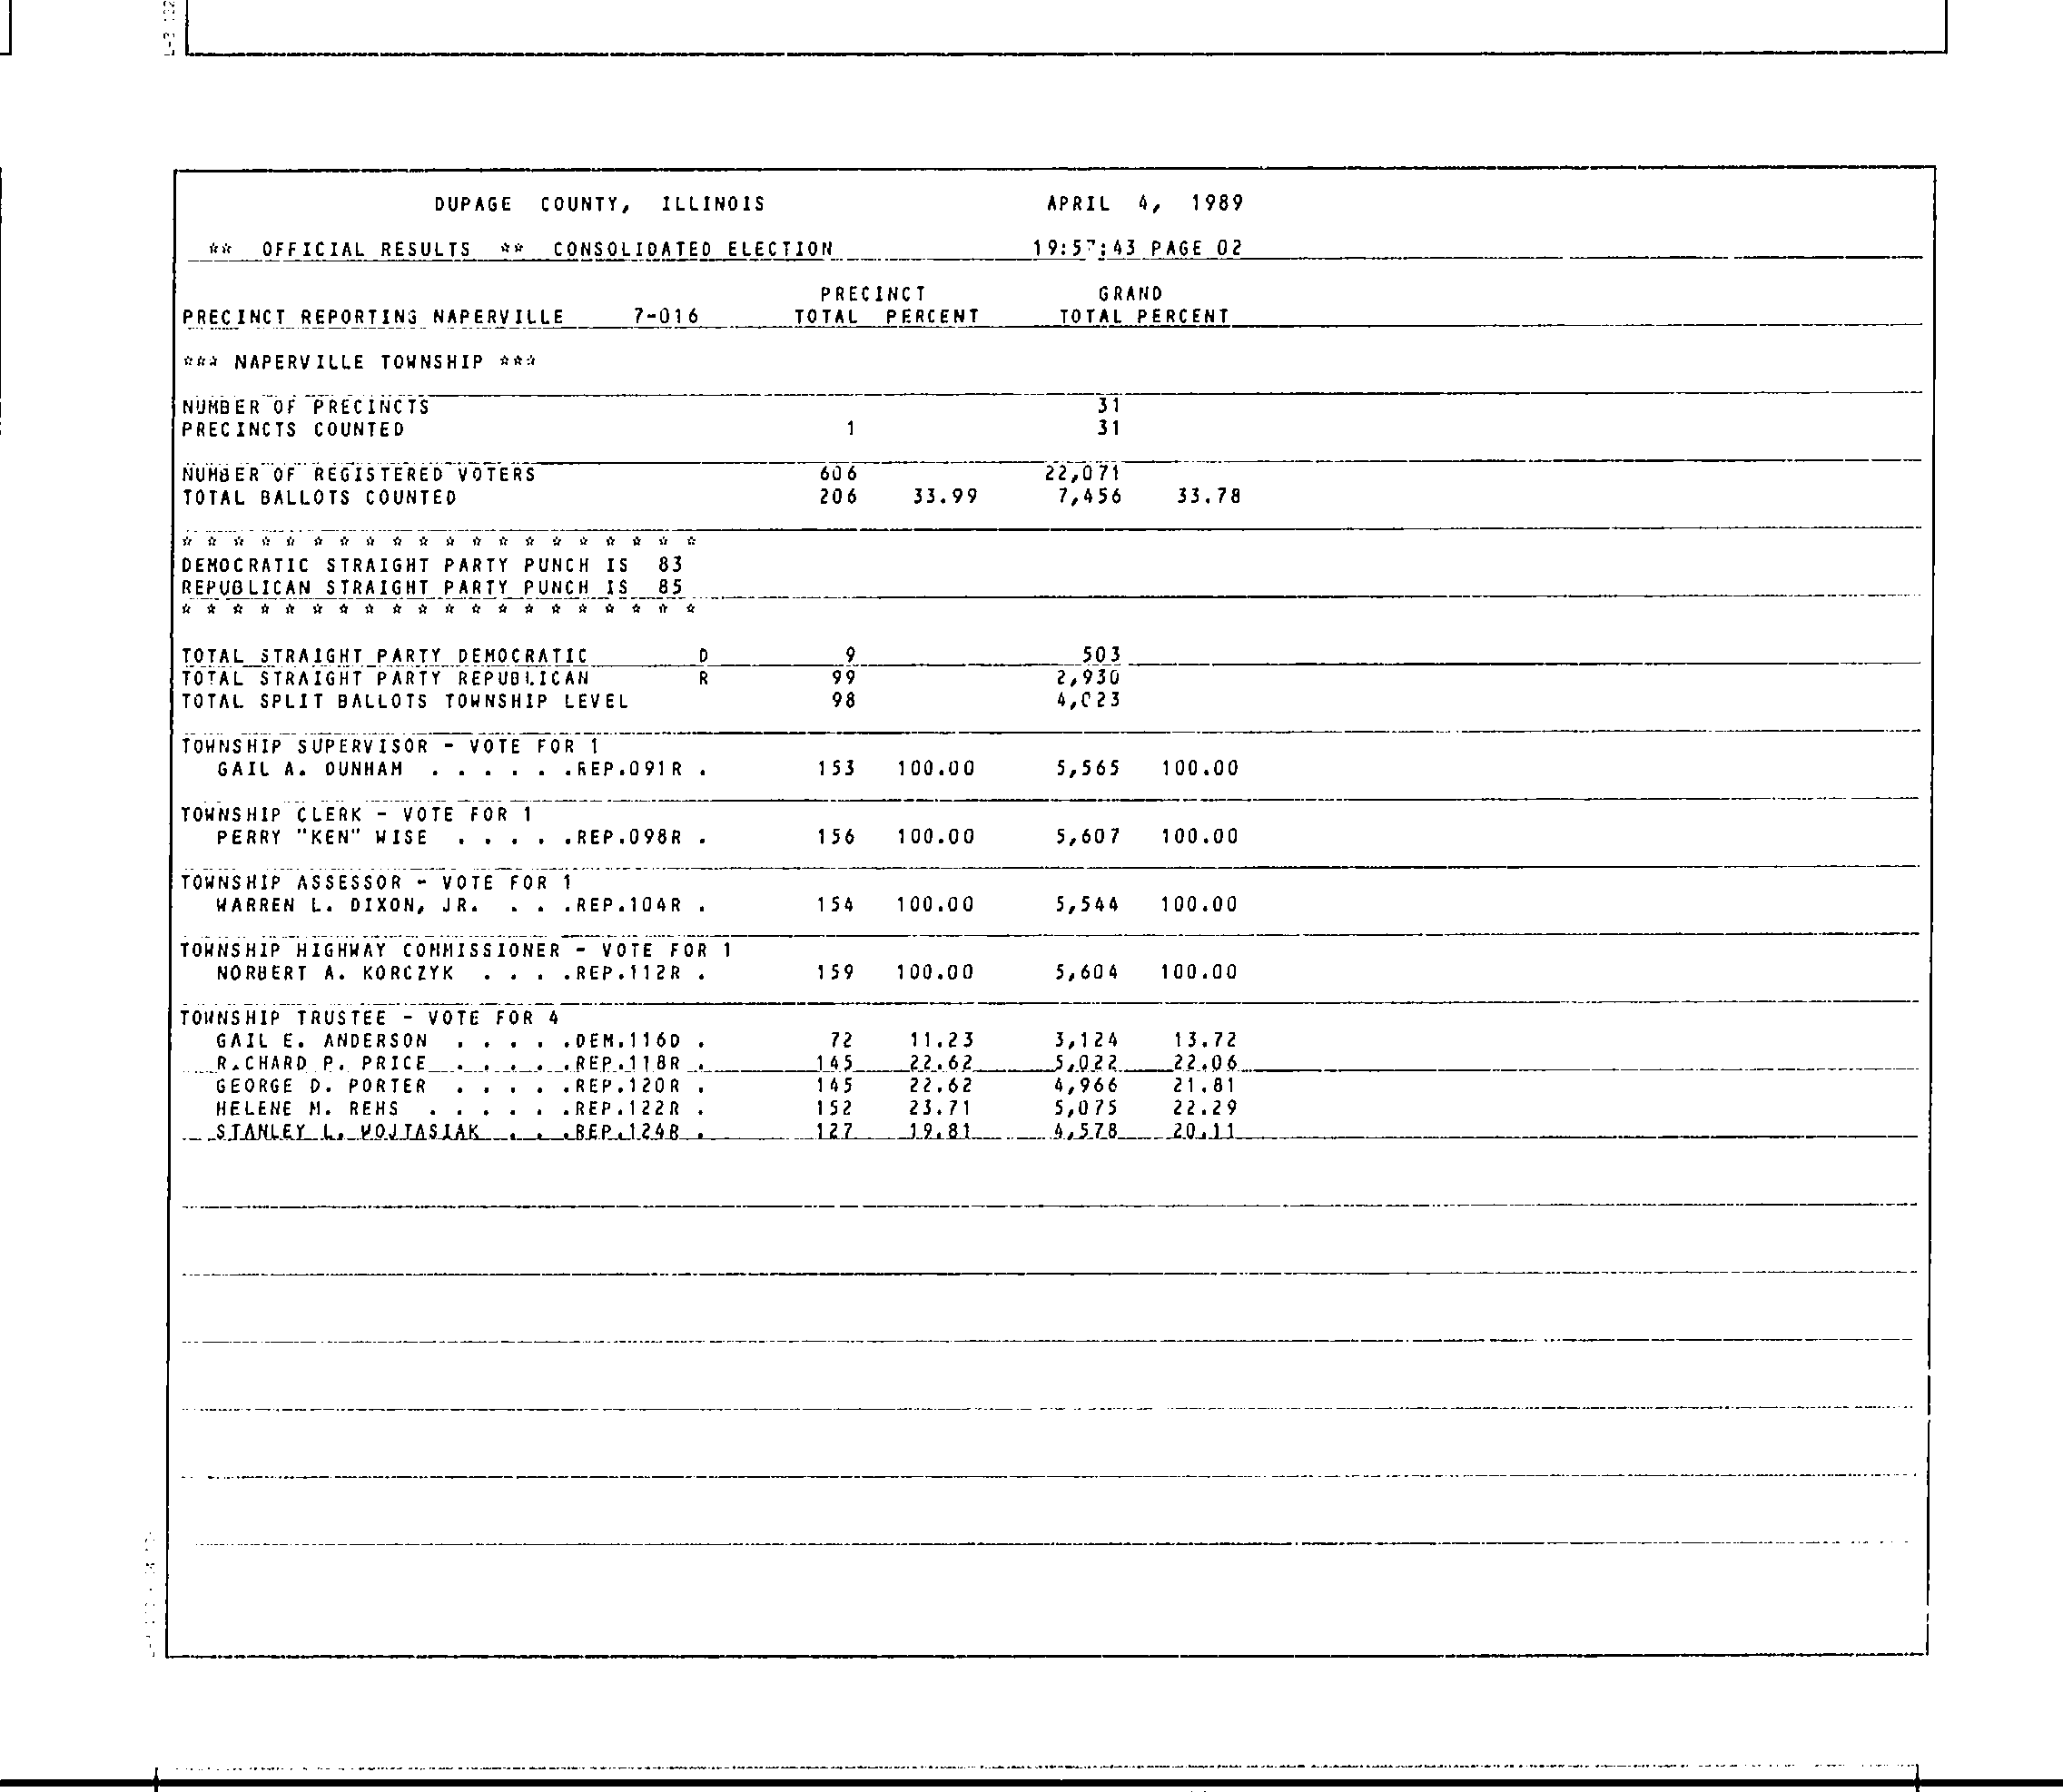 DUPAGE COUNTY, ILLINOIS APRIL 4, 1989
** OFFICIAL RESULTS ** CONSOLIDATED ELECTION 19:57:43 PAGE 02
PRECINCT GRAND
PRECINCT REPORTING NAPERVILLE 7-016 TOTAL PERCENT TOTAL PERCENT
*** NAPERVILLE TOWNSHIP ***
NUMBER OF PRECINCTS 31
PRECINCTS COUNTED 1 31
NUMBER OF REGISTERED VOTERS 606 22,071
TOTAL BALLOTS COUNTED 206 33.99 7,456 33.78
* * * * * * * * * * * * * * * * * * * *
DEMOCRATIC STRAIGHT PARTY PUNCH IS 83
REPUBLICAN STRAIGHT PARTY PUNCH IS 85
* * * * * * * * * * * * * * * * * * * *
TOTAL STRAIGHT PARTY DEMOCRATIC D 9 503
TOTAL STRAIGHT PARTY REPUBLICAN R 99 2,930
TOTAL SPLIT BALLOTS TOWNSHIP LEVEL 98 4,023
TOWNSHIP SUPERVISOR - VOTE FOR 1
GAIL A. DUNHAM . . . . . .REP.091R . 153 100.00 5,565 100.00
TOWNSHIP CLERK - VOTE FOR 1
PERRY "KEN" WISE . . . . .REP.098R . 156 100.00 5,607 100.00
TOWNSHIP ASSESSOR - VOTE FOR 1
WARREN L. DIXON, JR. . . .REP.104R . 154 100.00 5,544 100.00
TOWNSHIP HIGHWAY COMMISSIONER - VOTE FOR 1
NORBERT A. KORCZYK . . . .REP.112R . 159 100.00 5,604 100.00
TOWNSHIP TRUSTEE - VOTE FOR 4
GAIL E. ANDERSON . . . . .DEM.116D . 72 11.23 3,124 13.72
R.CHARD P. PRICE . . . . .REP.118R . 145 22.62 5,022 22.06
GEORGE D. PORTER . . . . .REP.120R . 145 22.62 4,966 21.81
HELENE M. REHS . . . . . .REP.122R . 152 23.71 5,075 22.29
STANLEY L. WOJTASIAK . . .REP.124R . 127 19.81 4,578 20.11